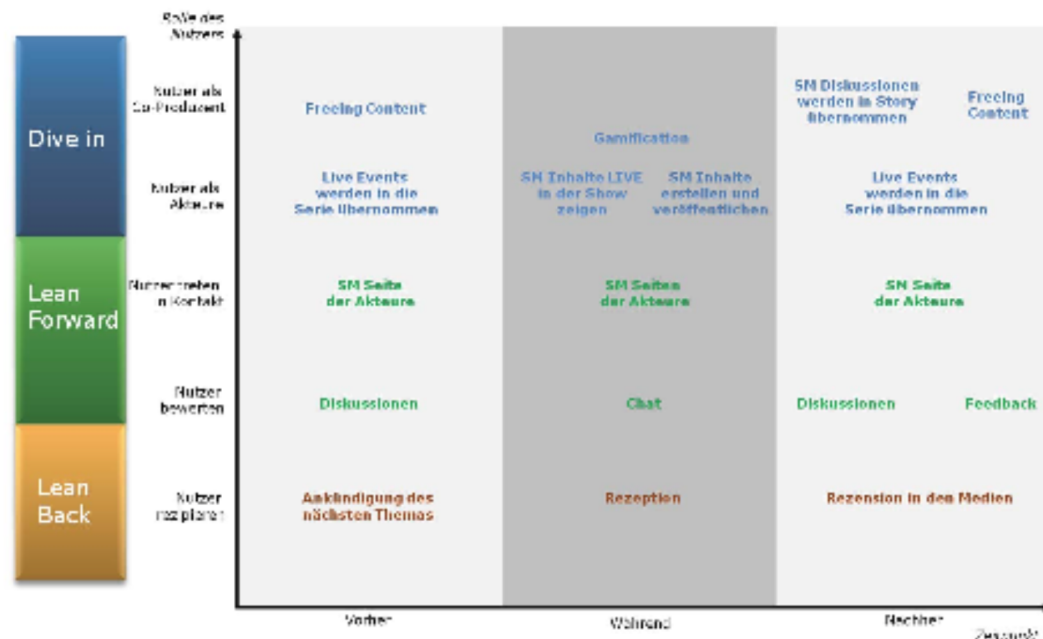 Rolle des
Nutzers
Dive in
Nutzer als
Co-Produzent
Freeing Content
Gamification
SM Diskussionen
werden in Story
übernommen
Freeing
Content
Nutzer als
Akteure
Live Events
werden in die
Serie übernommen
SM Inhalte LIVE
in der Show
zeigen
SM Inhalte
erstellen und
veröffentlichen
Live Events
werden in die
Serie übernommen
Lean
Forward
Nutzer treten
in Kontakt
SM Seite
der Akteure
SM Seiten
der Akteure
SM Seite
der Akteure
Nutzer
bewerten
Diskussionen
Chat
Diskussionen
Feedback
Lean
Back
Nutzer
rezipieren
Ankündigung des
nächsten Themas
Rezeption
Rezension in den Medien
Vorher
Während
Nachher
Zeitpunkt